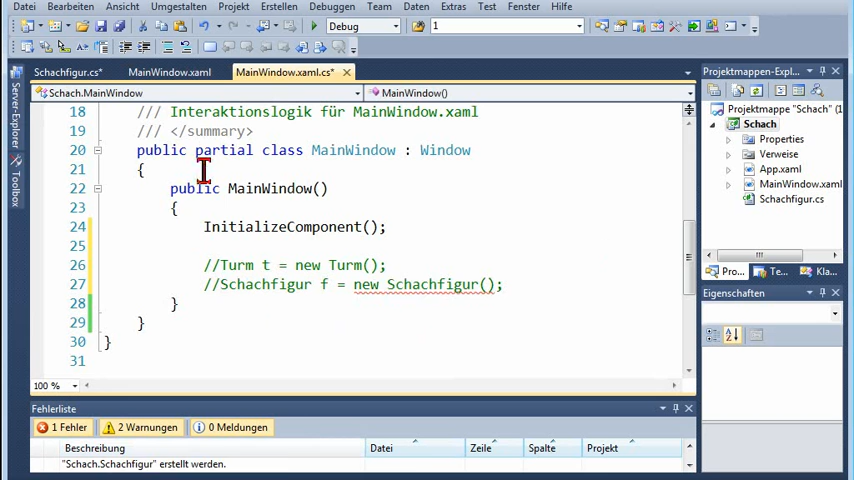 Datei Bearbeiten Ansicht Umgestalten Projekt Erstellen Debuggen Team Daten Extras Test Fenster Hilfe
Debug 1
Schachfigur.cs* MainWindow.xaml MainWindow.xaml.cs*
Schach.MainWindow MainWindow()
18 /// Interaktionslogik für MainWindow.xaml
19 /// </summary>
20 public partial class MainWindow : Window
21 {
22 public MainWindow()
23 {
24 InitializeComponent();
25
26 //Turm t = new Turm();
27 //Schachfigur f = new Schachfigur();
28 }
29 }
30 }
31
100 %
Server-Explorer
Toolbox
Projektmappen-Expl...
Projektmappe "Schach" (1
Schach
Properties
Verweise
App.xaml
MainWindow.xaml
Schachfigur.cs
Pro... Te... Kla...
Eigenschaften
Fehlerliste
1 Fehler 2 Warnungen 0 Meldungen
Beschreibung Datei Zeile Spalte Projekt
"Schach.Schachfigur" erstellt werden.